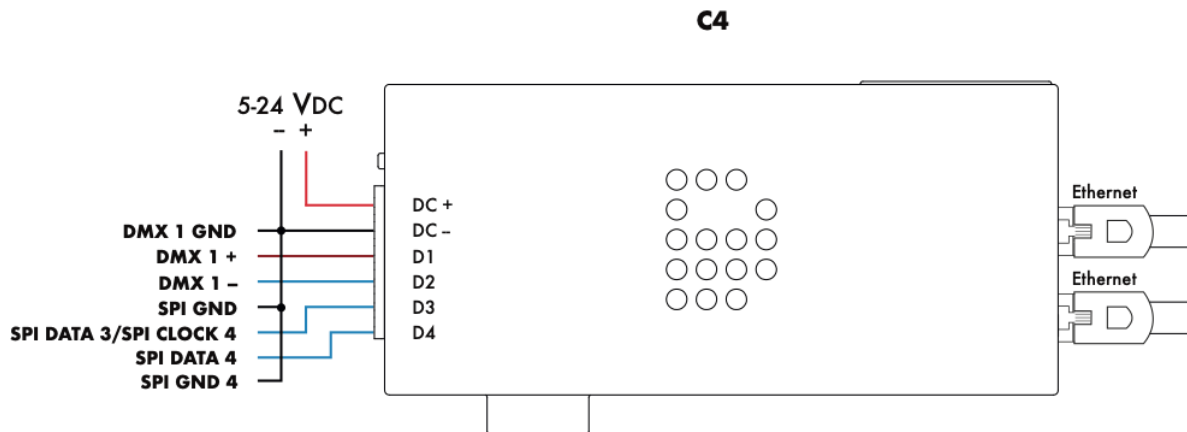 C4
5-24 VDC
– +
DMX 1 GND
DMX 1 +
DMX 1 –
SPI GND
SPI DATA 3/SPI CLOCK 4
SPI DATA 4
SPI GND 4
DC +
DC –
D1
D2
D3
D4
Ethernet
Ethernet